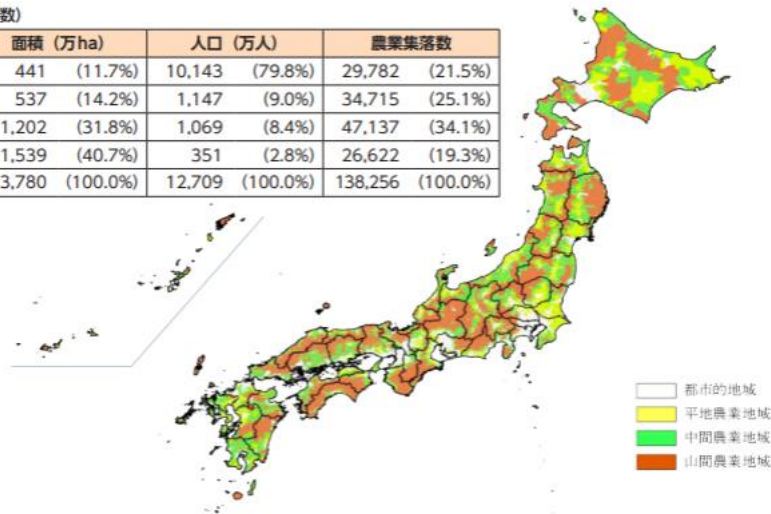 数)
面積（万ha） 人口（万人） 農業集落数
441 (11.7%) 10,143 (79.8%) 29,782 (21.5%)
537 (14.2%) 1,147 (9.0%) 34,715 (25.1%)
1,202 (31.8%) 1,069 (8.4%) 47,137 (34.1%)
1,539 (40.7%) 351 (2.8%) 26,622 (19.3%)
3,780 (100.0%) 12,709 (100.0%) 138,256 (100.0%)
都市的地域
平地農業地域
中間農業地域
山間農業地域